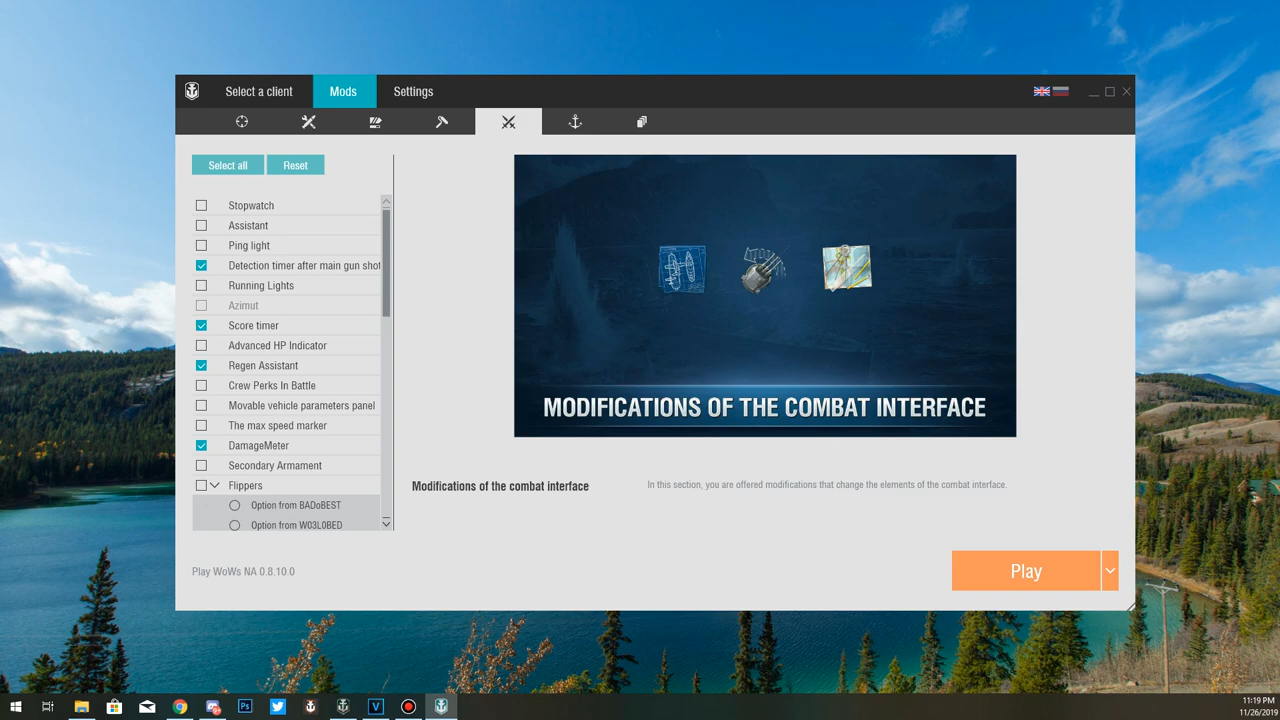 Select a client
Mods
Settings
Select all
Reset
Stopwatch
Assistant
Ping light
Detection timer after main gun shot
Running Lights
Azimut
Score timer
Advanced HP Indicator
Regen Assistant
Crew Perks In Battle
Movable vehicle parameters panel
The max speed marker
DamageMeter
Secondary Armament
Flippers
Option from BADoBEST
Option from W03L0BED
MODIFICATIONS OF THE COMBAT INTERFACE
Modifications of the combat interface
In this section, you are offered modifications that change the elements of the combat interface.
Play WoWs NA 0.8.10.0
Play
Ps
V
11:19 PM
11/26/2019